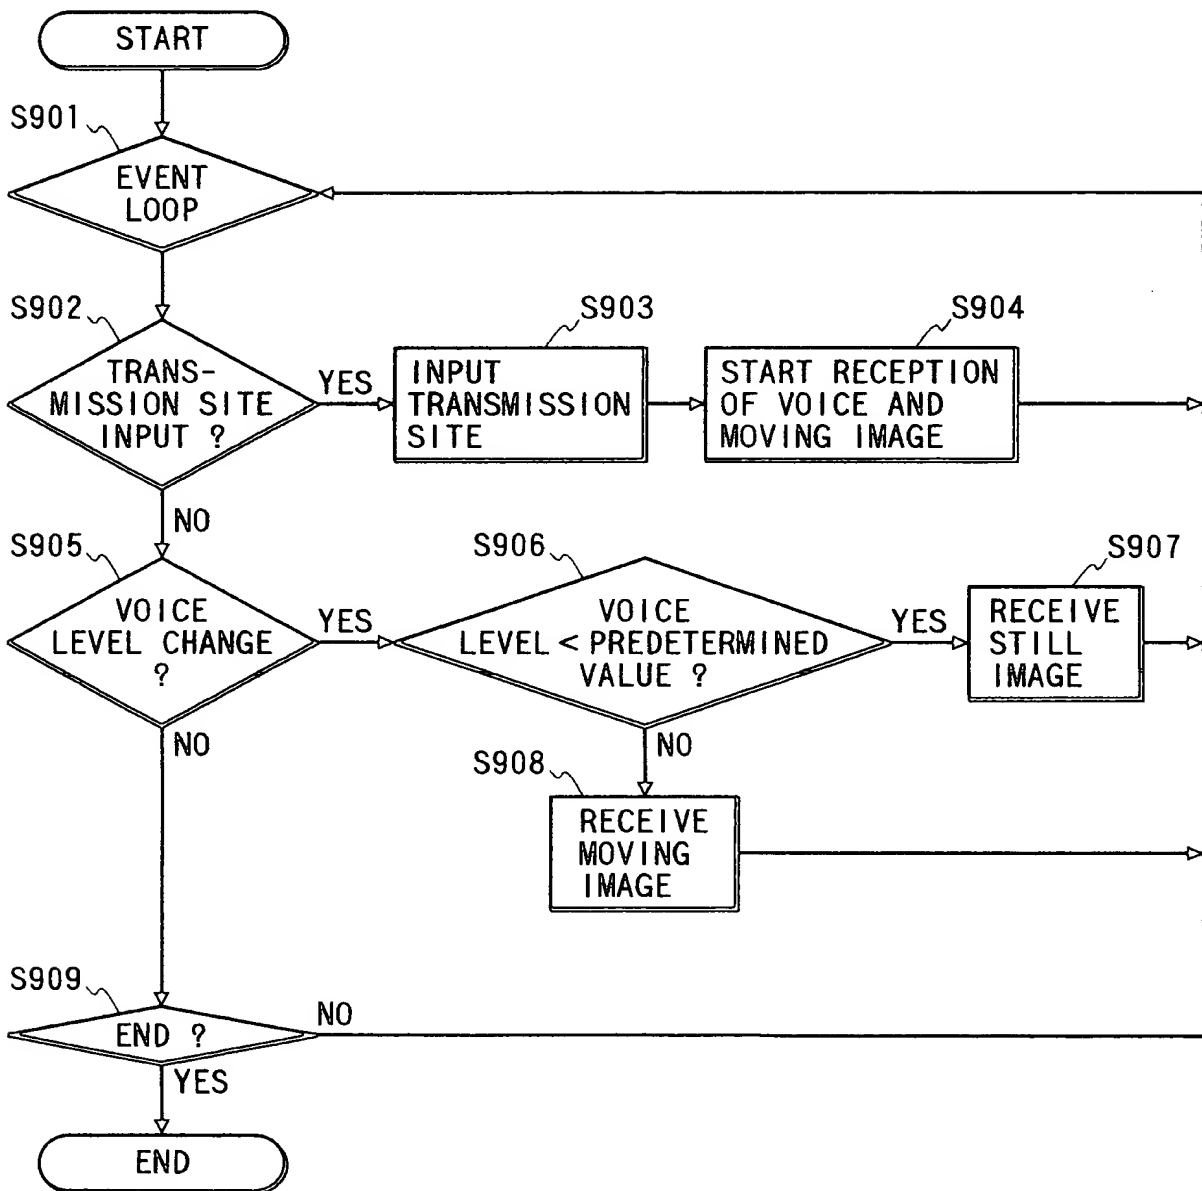 START
S901
EVENT
LOOP
S902
TRANS-
MISSION SITE
INPUT ?
YES
S903
INPUT
TRANSMISSION
SITE
S904
START RECEPTION
OF VOICE AND
MOVING IMAGE
NO
S905
VOICE
LEVEL CHANGE
?
YES
S906
VOICE
LEVEL < PREDETERMINED
VALUE ?
YES
S907
RECEIVE
STILL
IMAGE
NO
NO
S908
RECEIVE
MOVING
IMAGE
S909
END ?
NO
YES
END